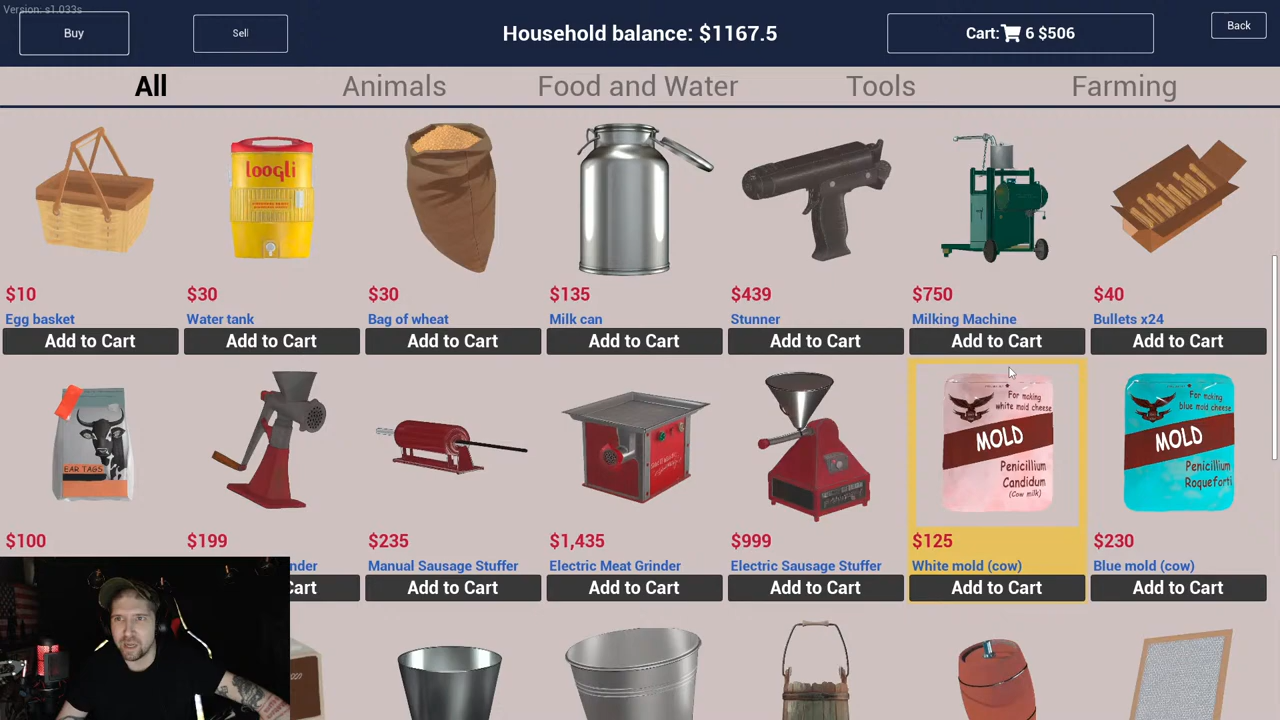 Version: s1.033s
Buy
Sell
Household balance: $1167.5
Cart: 6 $506
Back
All
Animals
Food and Water
Tools
Farming
loogli
$10
$30
$30
$135
$439
$750
$40
Egg basket
Water tank
Bag of wheat
Milk can
Stunner
Milking Machine
Bullets x24
Add to Cart
Add to Cart
Add to Cart
Add to Cart
Add to Cart
Add to Cart
Add to Cart
EAR TAGS
For making
white mold cheese
MOLD
Penicillium
Candidum
(Cow milk)
For making
blue mold cheese
MOLD
Penicillium
Roqueforti
$100
$199
$235
$1,435
$999
$125
$230
nder
Manual Sausage Stuffer
Electric Meat Grinder
Electric Sausage Stuffer
White mold (cow)
Blue mold (cow)
Cart
Add to Cart
Add to Cart
Add to Cart
Add to Cart
Add to Cart